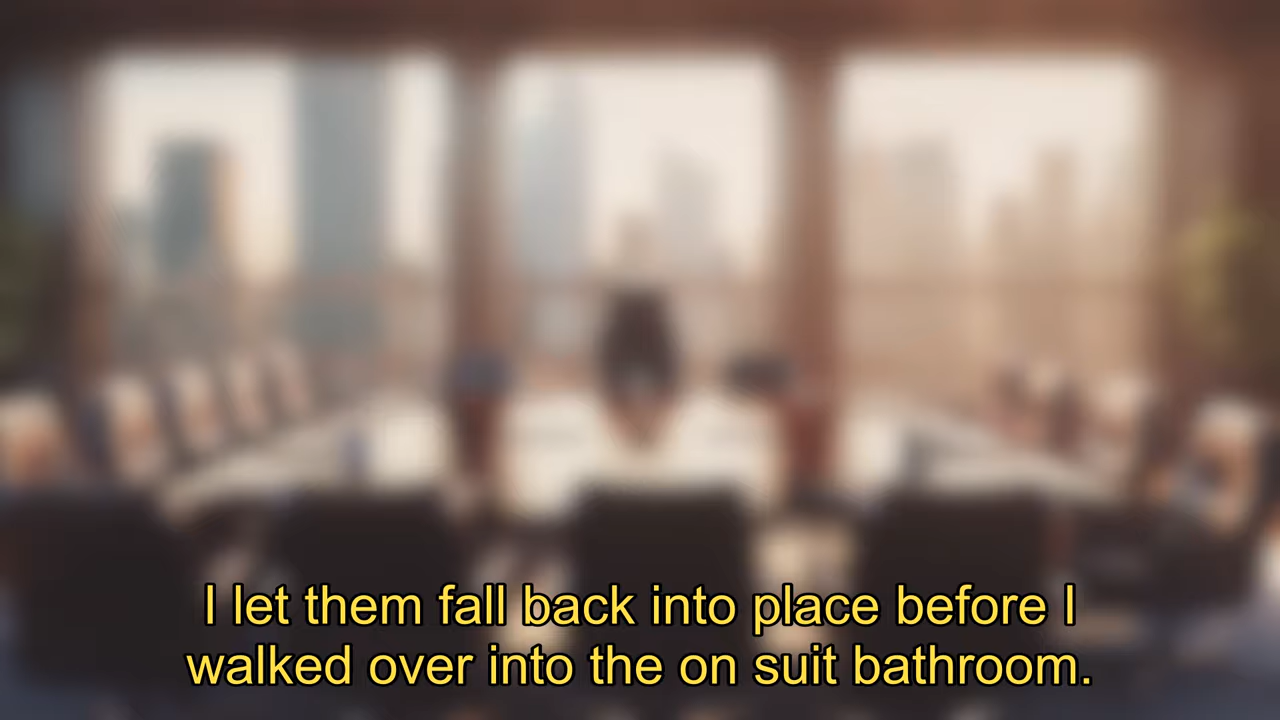 I let them fall back into place before I
walked over into the on suit bathroom.